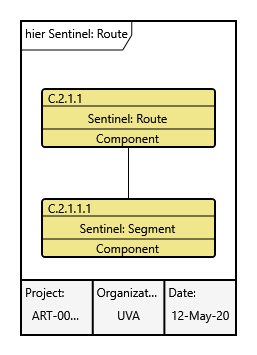 hier Sentinel: Route
C.2.1.1
Sentinel: Route
Component
C.2.1.1.1
Sentinel: Segment
Component
Project:
ART-00...
Organizat...
UVA
Date:
12-May-20